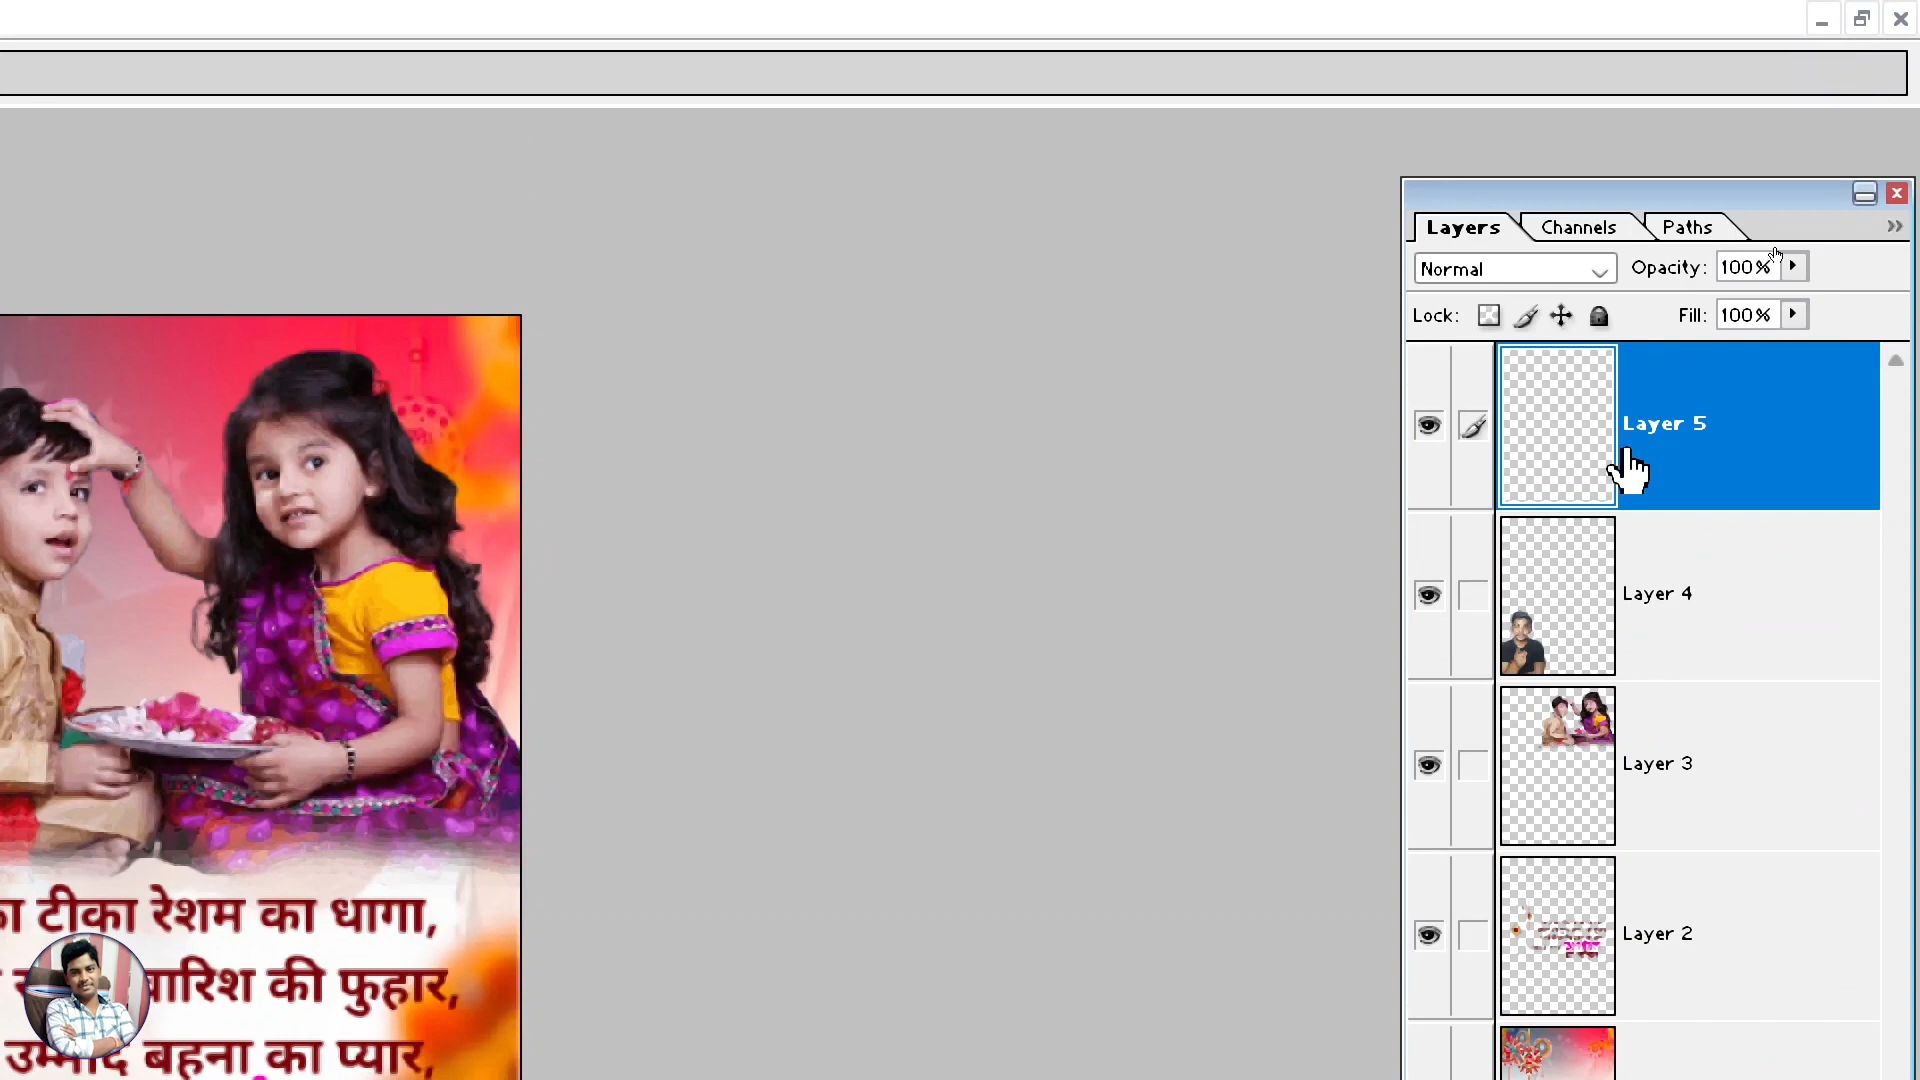 Layers Channels Paths
Normal Opacity: 100%
Lock: Fill: 100%
Layer 5
Layer 4
Layer 3
Layer 2
टीका रेशम का धागा,
बारिश की फुहार,
बहना का प्यार,